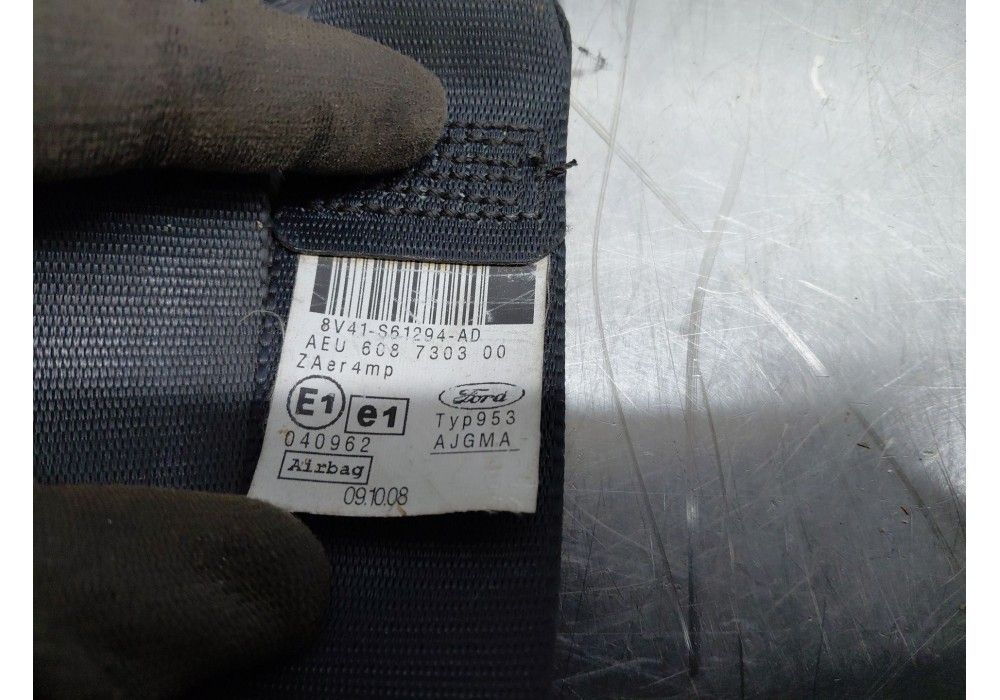 8V41-S61294-AD
AEU 608 7303 00
ZAer4mp
E1 e1
Ford
Typ953
040962
AJGMA
Airbag
09.10.08